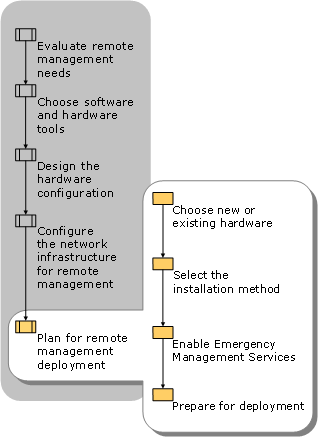 Evaluate remote
management
needs
Choose software
and hardware
tools
Design the
hardware
configuration
Configure
the network
infrastructure
for remote
management
Plan for remote
management
deployment
Choose new or
existing hardware
Select the
installation method
Enable Emergency
Management Services
Prepare for deployment